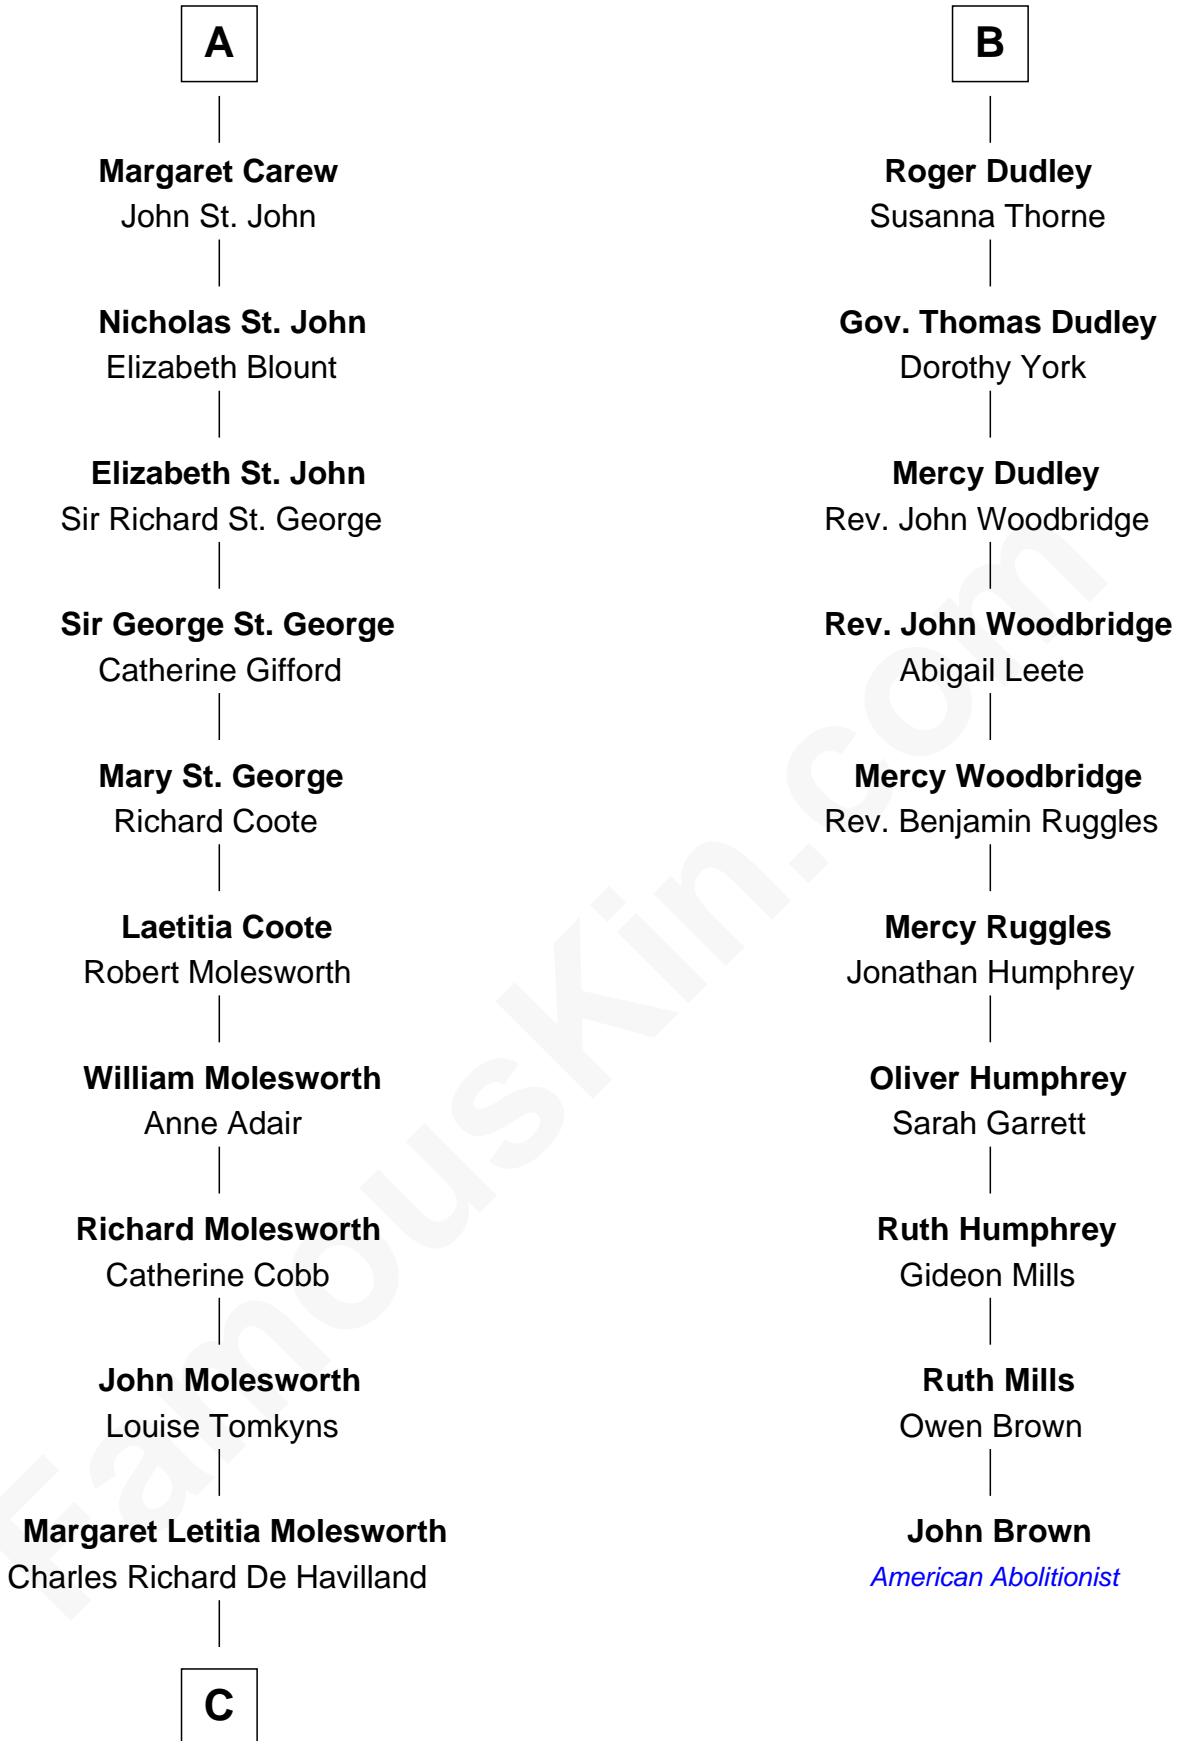 A
Margaret Carew
John St. John
Nicholas St. John
Elizabeth Blount
Elizabeth St. John
Sir Richard St. George
Sir George St. George
Catherine Gifford
Mary St. George
Richard Coote
Laetitia Coote
Robert Molesworth
William Molesworth
Anne Adair
Richard Molesworth
Catherine Cobb
John Molesworth
Louise Tomkyns
Margaret Letitia Molesworth
Charles Richard De Havilland
C
B
Roger Dudley
Susanna Thorne
Gov. Thomas Dudley
Dorothy York
Mercy Dudley
Rev. John Woodbridge
Rev. John Woodbridge
Abigail Leete
Mercy Woodbridge
Rev. Benjamin Ruggles
Mercy Ruggles
Jonathan Humphrey
Oliver Humphrey
Sarah Garrett
Ruth Humphrey
Gideon Mills
Ruth Mills
Owen Brown
John Brown
American Abolitionist
FamousKin.com